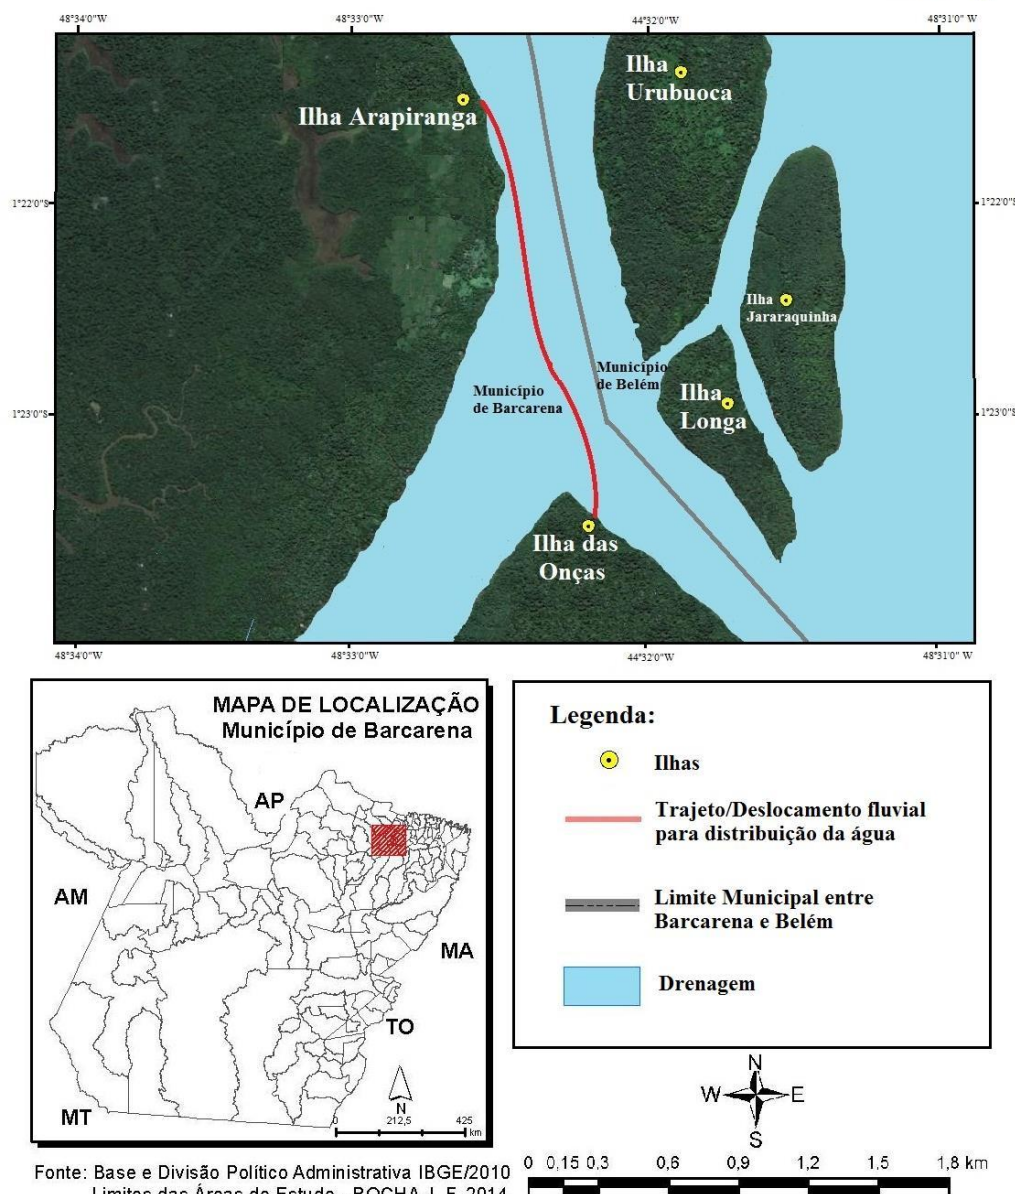 48°34'0"W 48°33'0"W 44°32'0"W 48°31'0" W
Ilha
Urubuoca
Ilha Arapiranga
1°22'0"S 1°22'0"S
Ilha
Jararaquinha
Município
de Belém
Município
de Barcarena
Ilha
Longa
1°23'0"S 1°23'0"S
Ilha das
Onças
48°34'0"W 48°33'0"W 44°32'0"W 48°31'0" W
MAPA DE LOCALIZAÇÃO
Município de Barcarena
AP
AM
MA
TO
MT
N
0 212,5 425
km
Legenda:
Ilhas
Trajeto/Deslocamento fluvial
para distribuição da água
Limite Municipal entre
Barcarena e Belém
Drenagem
N
W E
S
0 0,15 0,3 0,6 0,9 1,2 1,5 1,8 km
Fonte: Base e Divisão Político Administrativa IBGE/2010